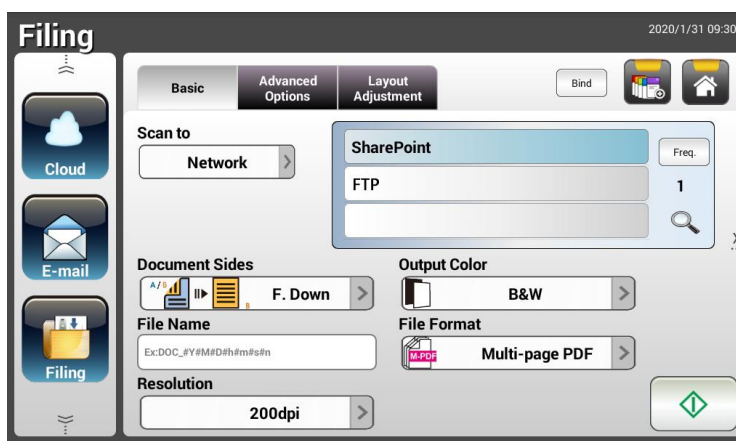 Filing
2020/1/31 09:30
Basic
Advanced
Options
Layout
Adjustment
Bind
Cloud
E-mail
Filing
Scan to
Network
SharePoint
FTP
Freq.
1
Document Sides
A/B
B
F. Down
Output Color
B&W
File Name
Ex:DOC_#Y#M#D#h#m#s#n
File Format
M-PDF
Multi-page PDF
Resolution
200dpi